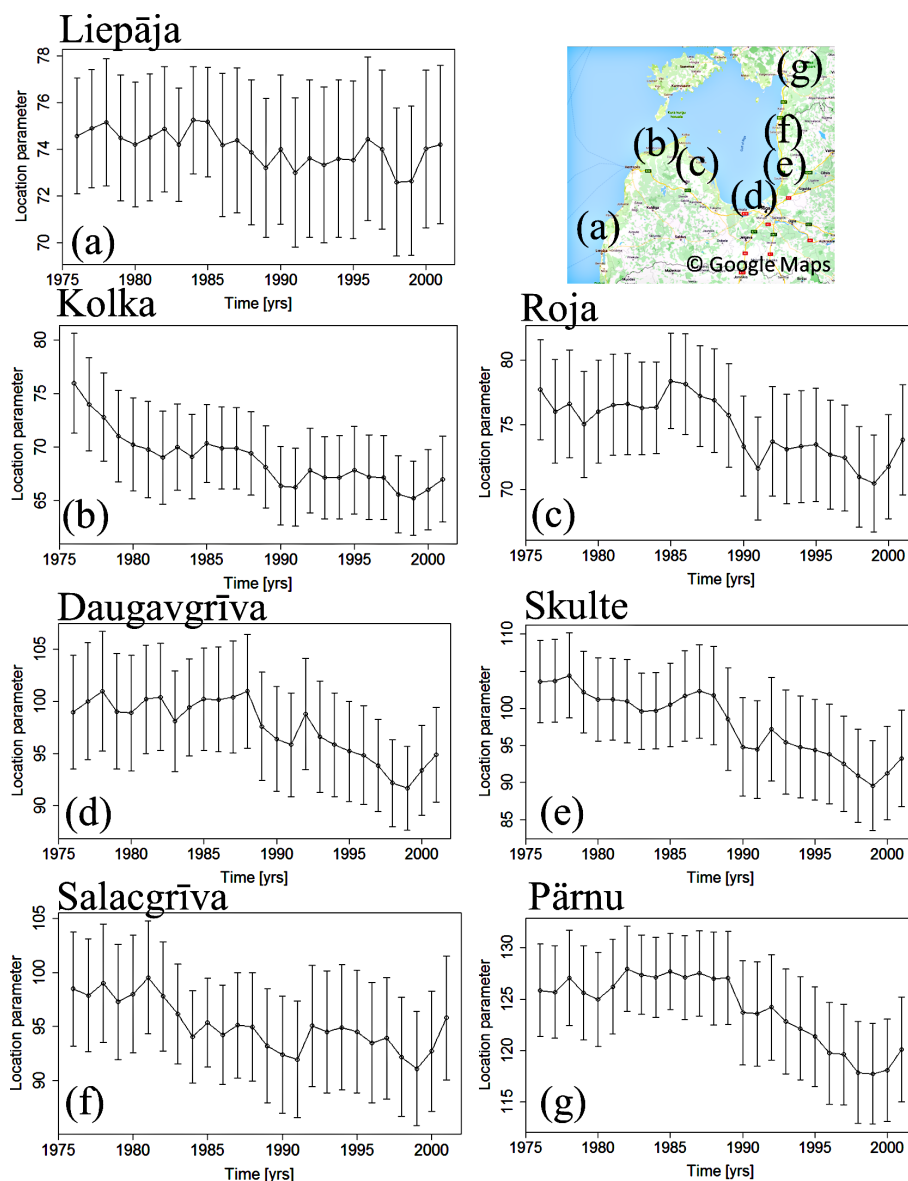 Liepāja
Location parameter
78
76
74
72
70
(a)
1975 1980 1985 1990 1995 2000
Time [yrs]
(g)
(f)
(b)
(c)
(e)
(d)
(a)
© Google Maps
Kolka
Location parameter
80
75
70
65
(b)
1975 1980 1985 1990 1995 2000
Time [yrs]
Roja
Location parameter
80
75
70
(c)
1975 1980 1985 1990 1995 2000
Time [yrs]
Daugavgrīva
Location parameter
105
100
95
90
(d)
1975 1980 1985 1990 1995 2000
Time [yrs]
Skulte
Location parameter
110
105
100
95
90
85
(e)
1975 1980 1985 1990 1995 2000
Time [yrs]
Salacgrīva
Location parameter
105
100
95
90
(f)
1975 1980 1985 1990 1995 2000
Time [yrs]
Pärnu
Location parameter
130
125
120
115
(g)
1975 1980 1985 1990 1995 2000
Time [yrs]